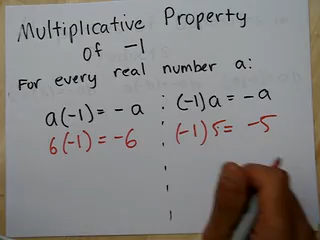 Multiplicative Property
of -1
For every real number a:
a(-1) = -a (-1)a = -a
6(-1) = -6 (-1)5 = -5